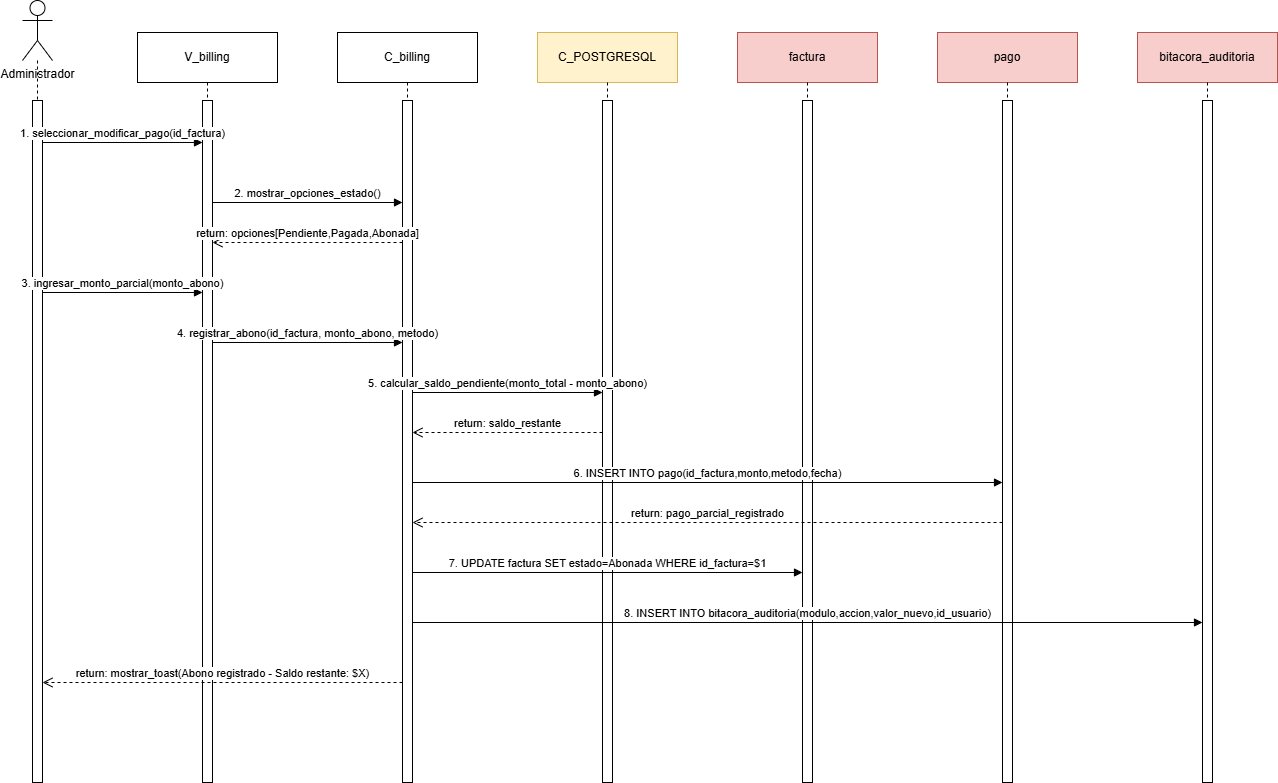 Administrador
V_billing
C_billing
C_POSTGRESQL
factura
pago
bitacora_auditoria
1. seleccionar_modificar_pago(id_factura)
2. mostrar_opciones_estado()
return: opciones[Pendiente,Pagada,Abonada]
3. ingresar_monto_parcial(monto_abono)
4. registrar_abono(id_factura, monto_abono, metodo)
5. calcular_saldo_pendiente(monto_total - monto_abono)
return: saldo_restante
6. INSERT INTO pago(id_factura,monto,metodo,fecha)
return: pago_parcial_registrado
7. UPDATE factura SET estado=Abonada WHERE id_factura=$1
8. INSERT INTO bitacora_auditoria(modulo,accion,valor_nuevo,id_usuario)
return: mostrar_toast(Abono registrado - Saldo restante: $X)